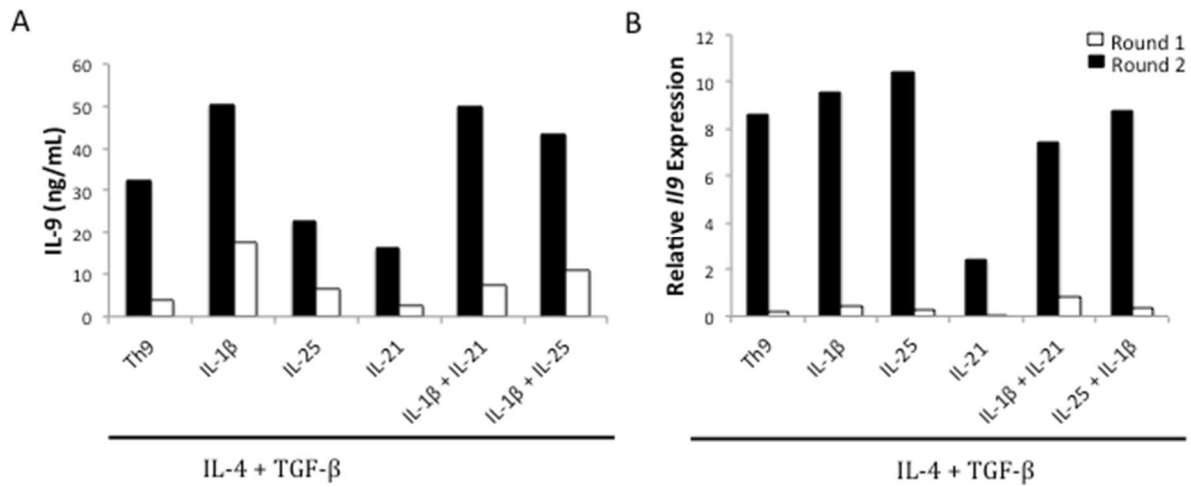 A
60
50
40
30
20
10
0
IL-9 (ng/mL)
Th9
IL-1β
IL-25
IL-21
IL-1β + IL-21
IL-1β + IL-25
IL-4 + TGF-β
B
12
10
8
6
4
2
0
Relative Il9 Expression
Round 1
Round 2
Th9
IL-1β
IL-25
IL-21
IL-1β + IL-21
IL-25 + IL-1β
IL-4 + TGF-β